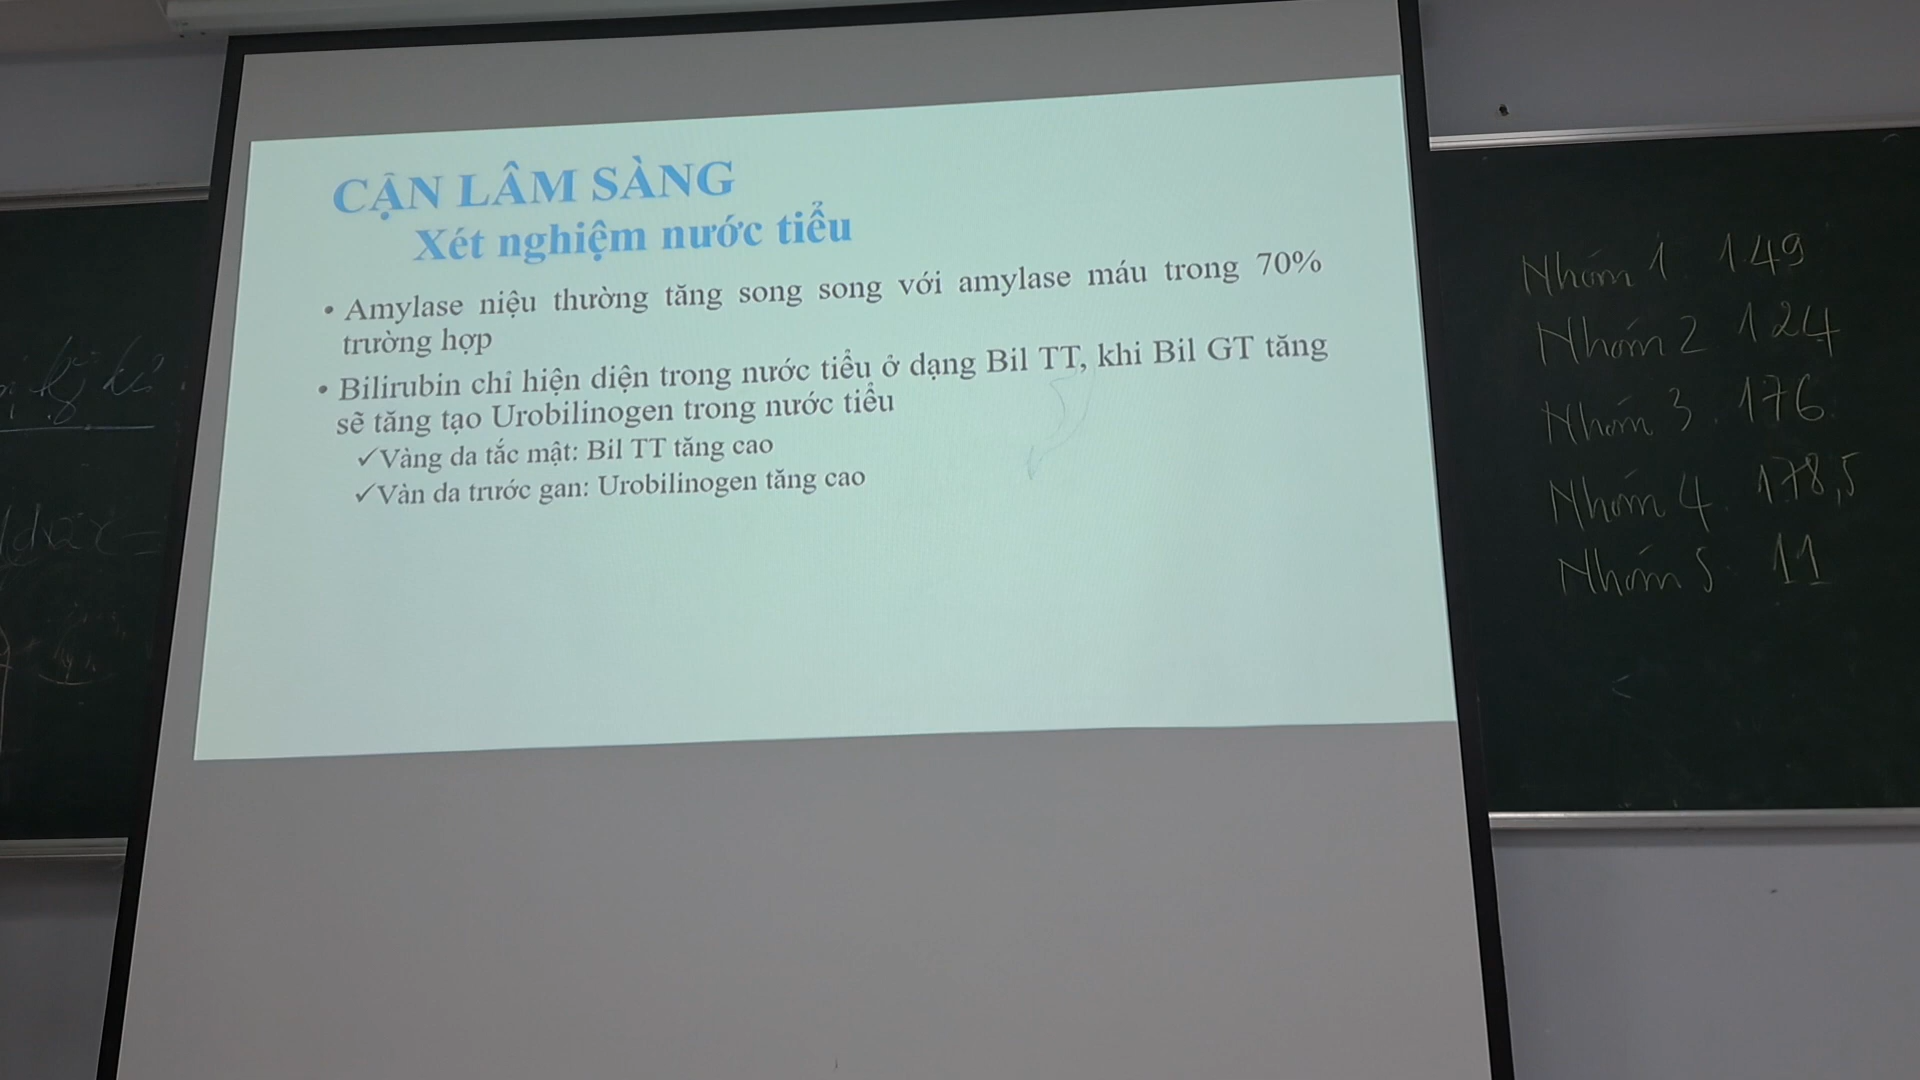 CẬN LÂM SÀNG
Xét nghiệm nước tiểu
• Amylase niệu thường tăng song song với amylase máu trong 70%
trường hợp
• Bilirubin chỉ hiện diện trong nước tiểu ở dạng Bil TT, khi Bil GT tăng
sẽ tăng tạo Urobilinogen trong nước tiểu
✓Vàng da tắc mật: Bil TT tăng cao
✓Vàn da trước gan: Urobilinogen tăng cao
Nhóm 1 149
Nhóm 2 124
Nhóm 3. 176
Nhóm 4. 178,5
Nhóm 5. 11